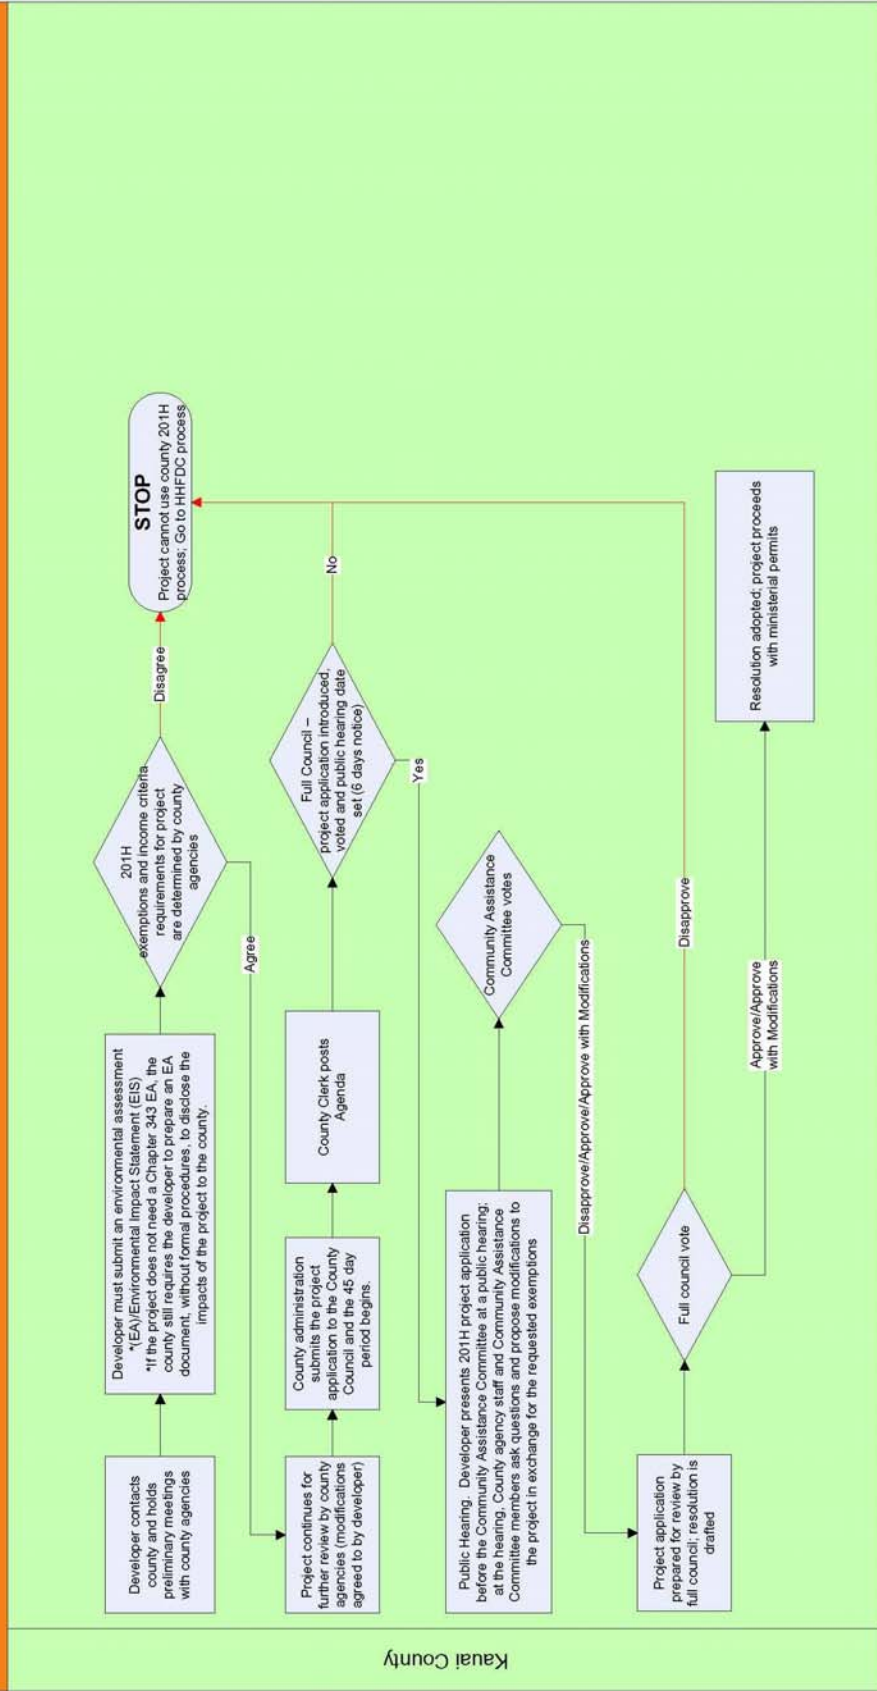 Kauai County
Developer contacts
county and holds
preliminary meetings
with county agencies
Developer must submit an environmental assessment
*(EA)/Environmental Impact Statement (EIS)
*If the project does not need a Chapter 343 EA, the
county still requires the developer to prepare an EA
document, without formal procedures, to disclose the
impacts of the project to the county.
201H
exemptions and income criteria
requirements for project
are determined by county
agencies
Disagree
STOP
Project cannot use county 201H
process; Go to HHFDC process
Agree
Project continues for
further review by county
agencies (modifications
agreed to by developer)
County administration
submits the project
application to the County
Council and the 45 day
period begins.
County Clerk posts
Agenda
Full Council –
project application introduced,
voted and public hearing date
set (6 days notice)
No
Yes
Public Hearing. Developer presents 201H project application
before the Community Assistance Committee at a public hearing;
at the hearing, County agency staff and Community Assistance
Committee members ask questions and propose modifications to
the project in exchange for the requested exemptions
Community Assistance
Committee votes
Disapprove/Approve/Approve with Modifications
Project application
prepared for review by
full council; resolution is
drafted
Full council vote
Disapprove
Approve/Approve
with Modifications
Resolution adopted; project proceeds
with ministerial permits